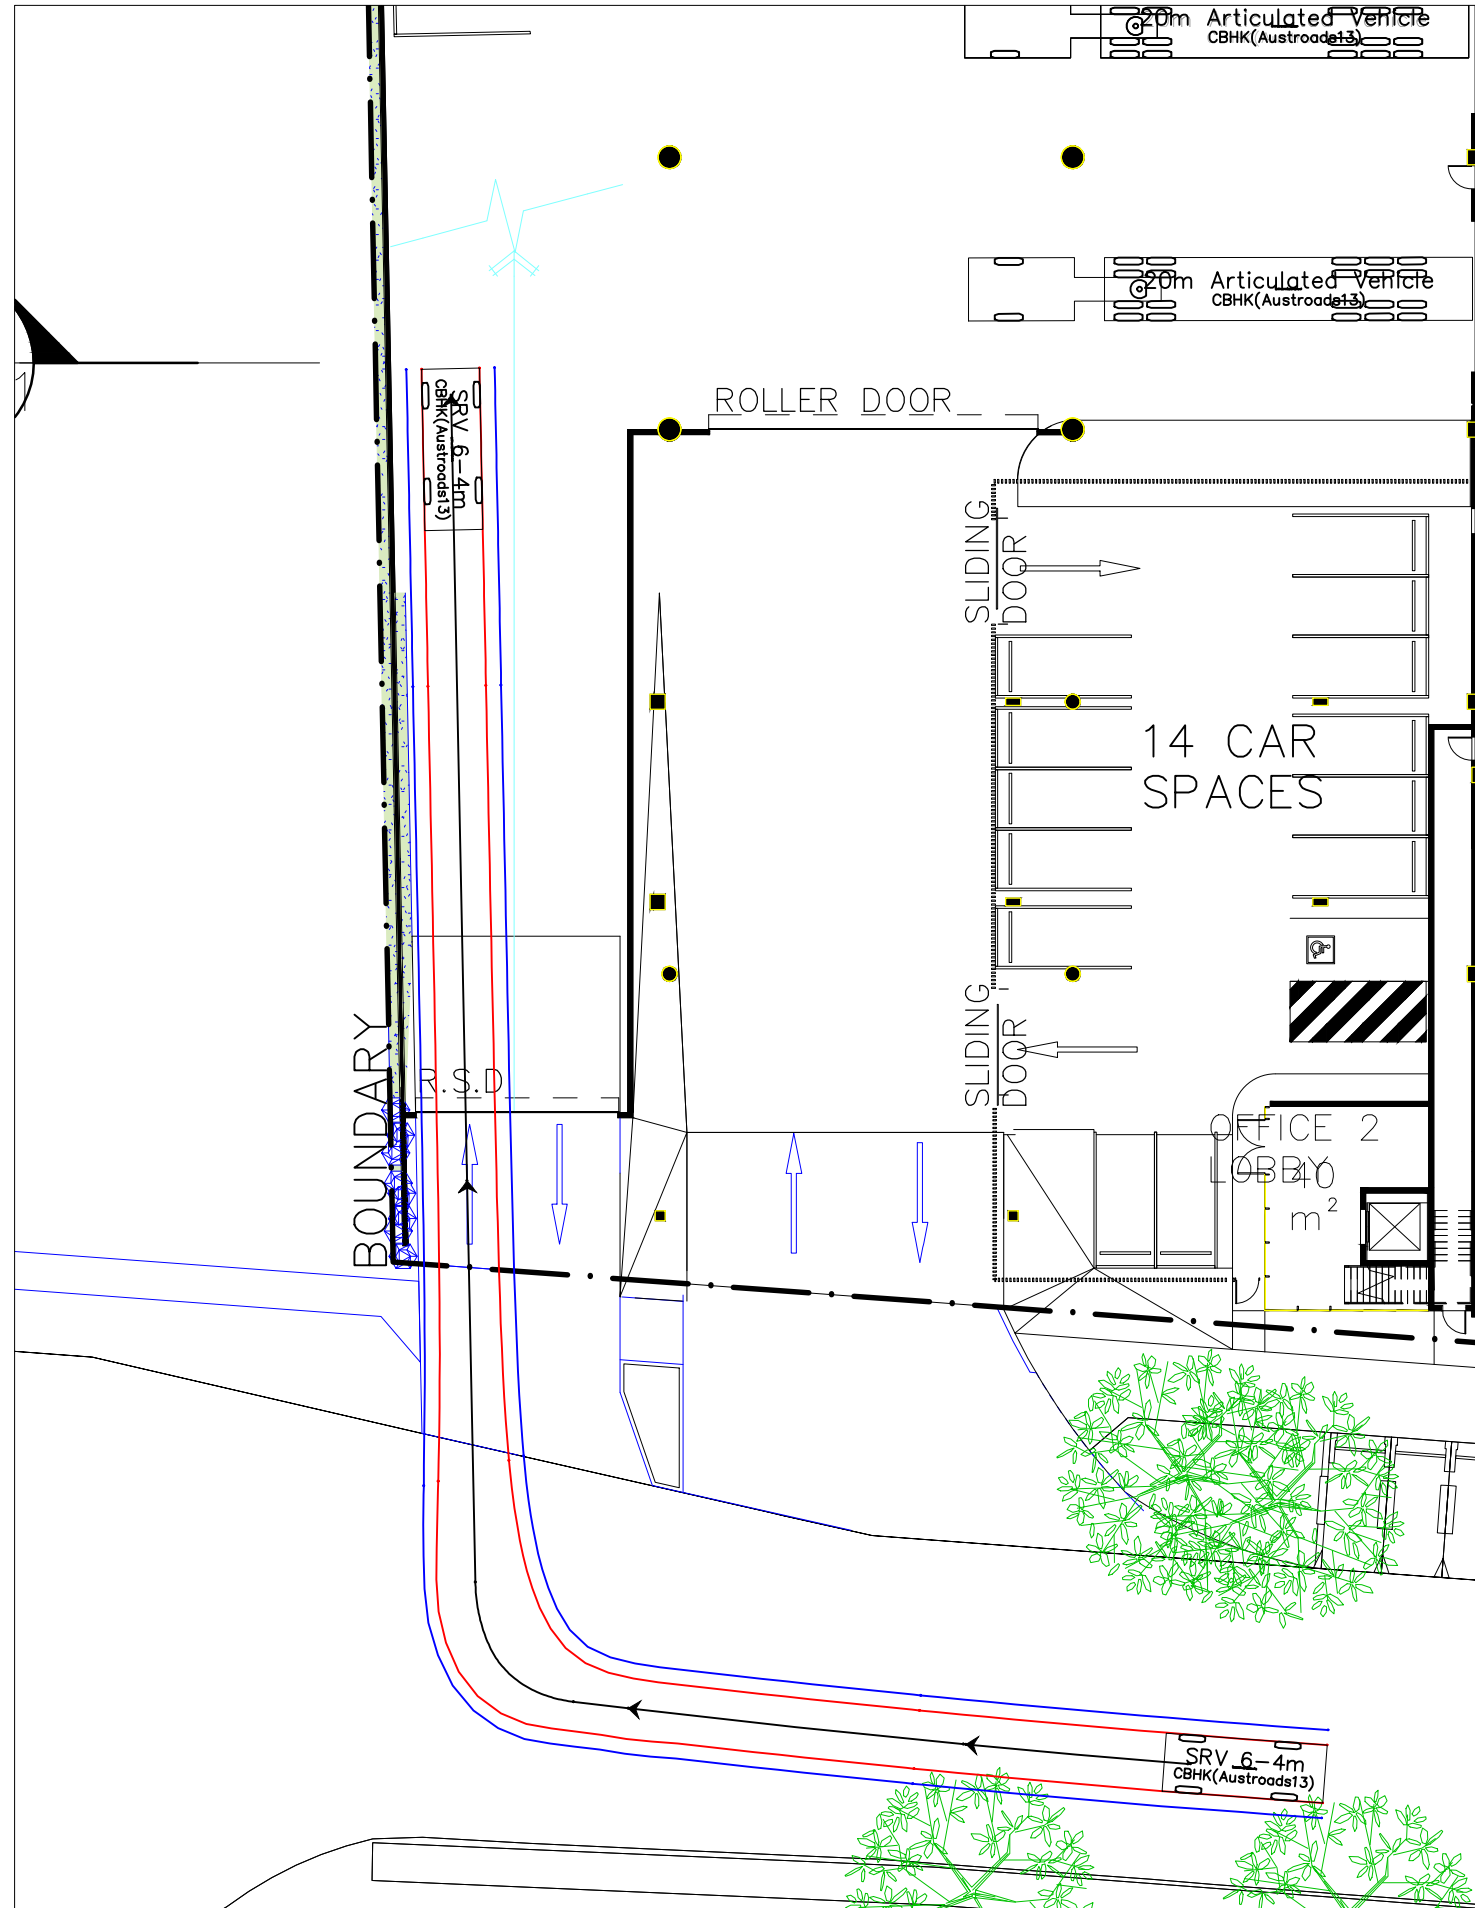 20m Articulated Vehicle
CBHK(Austroads13)
20m Articulated Vehicle
CBHK(Austroads13)
1
SRV 6-4m
CBHK(Austroads13)
ROLLER DOOR
SLIDING
DOOR
14 CAR
SPACES
SLIDING
DOOR
BOUNDARY
R.S.D
OFFICE 2
LOBBY
40
m²
SRV 6-4m
CBHK(Austroads13)